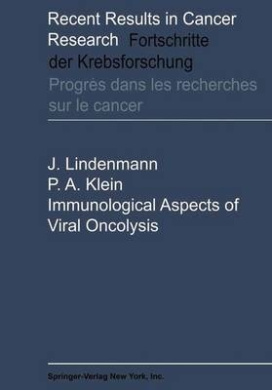 Recent Results in Cancer
Research Fortschritte
der Krebsforschung
Progrès dans les recherches
sur le cancer
J. Lindenmann
P. A. Klein
Immunological Aspects of
Viral Oncolysis
Springer-Verlag New York, Inc.